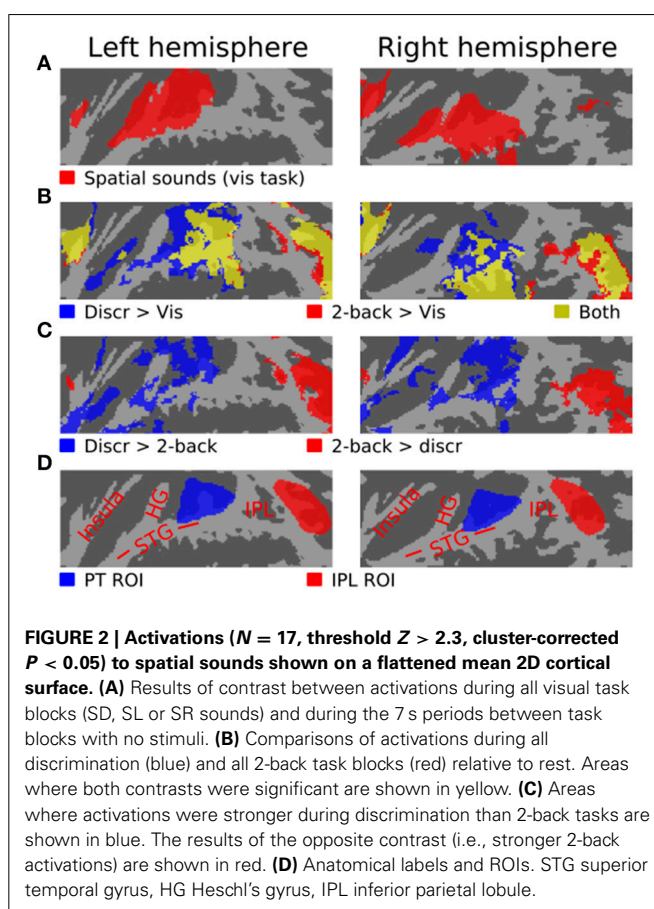 Left hemisphere
Right hemisphere
A
Spatial sounds (vis task)
B
Discr > Vis
2-back > Vis
Both
C
Discr > 2-back
2-back > discr
D
Insula
HG
STG
IPL
Insula
HG
STG
IPL
PT ROI
IPL ROI
FIGURE 2 | Activations (N = 17, threshold Z > 2.3, cluster-corrected
P < 0.05) to spatial sounds shown on a flattened mean 2D cortical
surface. (A) Results of contrast between activations during all visual task
blocks (SD, SL or SR sounds) and during the 7 s periods between task
blocks with no stimuli. (B) Comparisons of activations during all
discrimination (blue) and all 2-back task blocks (red) relative to rest. Areas
where both contrasts were significant are shown in yellow. (C) Areas
where activations were stronger during discrimination than 2-back tasks are
shown in blue. The results of the opposite contrast (i.e., stronger 2-back
activations) are shown in red. (D) Anatomical labels and ROIs. STG superior
temporal gyrus, HG Heschl's gyrus, IPL inferior parietal lobule.